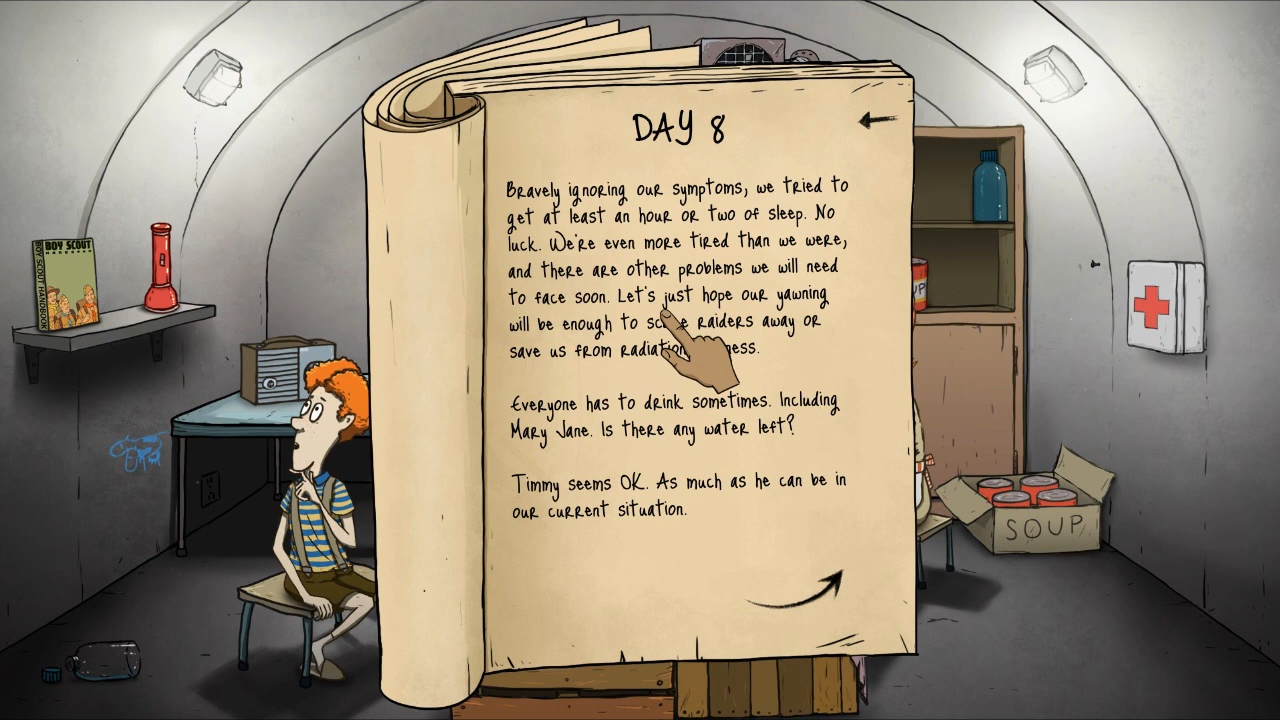 DAY 8
Bravely ignoring our symptoms, we tried to
get at least an hour or two of sleep. No
luck. We're even more tired than we were,
and there are other problems we will need
to face soon. Let's just hope our yawning
will be enough to raiders away or
save us from radiation
Everyone has to drink sometimes. Including
Mary Jane. Is there any water left?
Timmy seems OK. As much as he can be in
our current situation.
BOY SCOUT
BOY SCOUT HANDBOOK
UP
SOUP